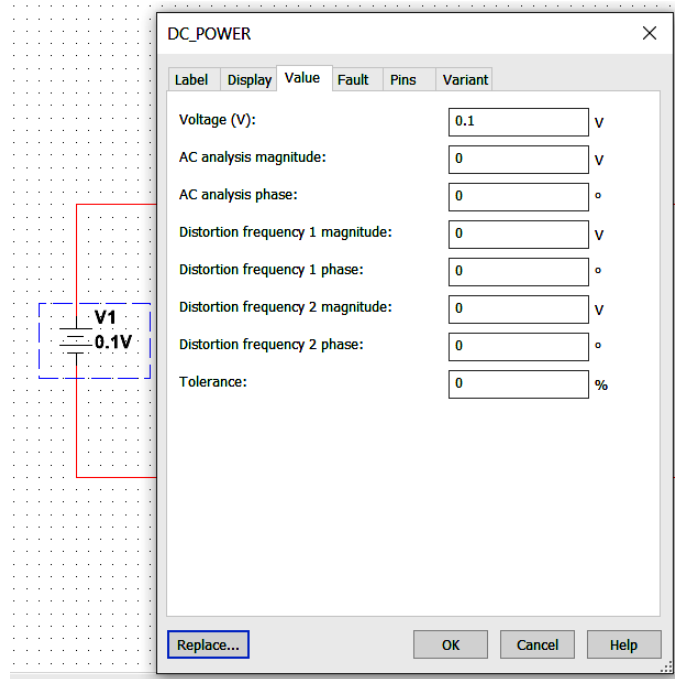 DC_POWER
Label Display Value Fault Pins Variant
Voltage (V): 0.1 V
AC analysis magnitude: 0 V
AC analysis phase: 0 °
Distortion frequency 1 magnitude: 0 V
Distortion frequency 1 phase: 0 °
V1
Distortion frequency 2 magnitude: 0 V
0.1V
Distortion frequency 2 phase: 0 °
Tolerance: 0 %
Replace... OK Cancel Help